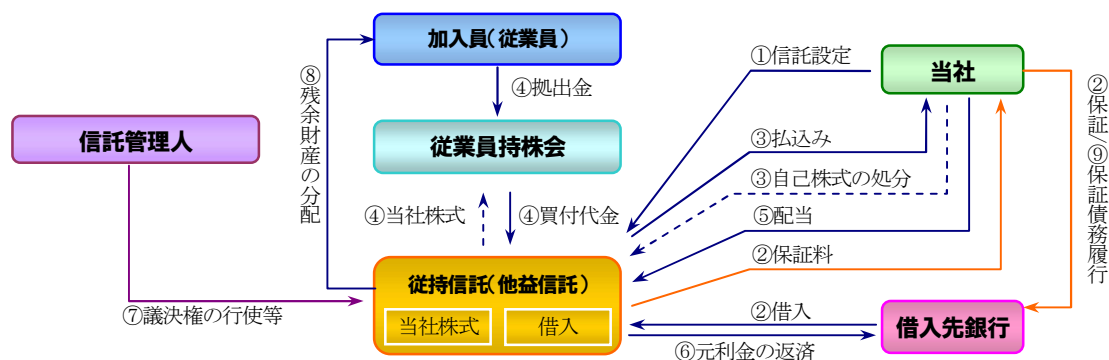 加入員(従業員)
①信託設定
当社
④拠出金
⑧残余財産の分配
②保証/⑨保証債務履行
信託管理人
従業員持株会
③払込み
③自己株式の処分
④当社株式
④買付代金
⑤配当
②保証料
従持信託(他益信託)
当社株式
借入
⑦議決権の行使等
②借入
借入先銀行
⑥元利金の返済